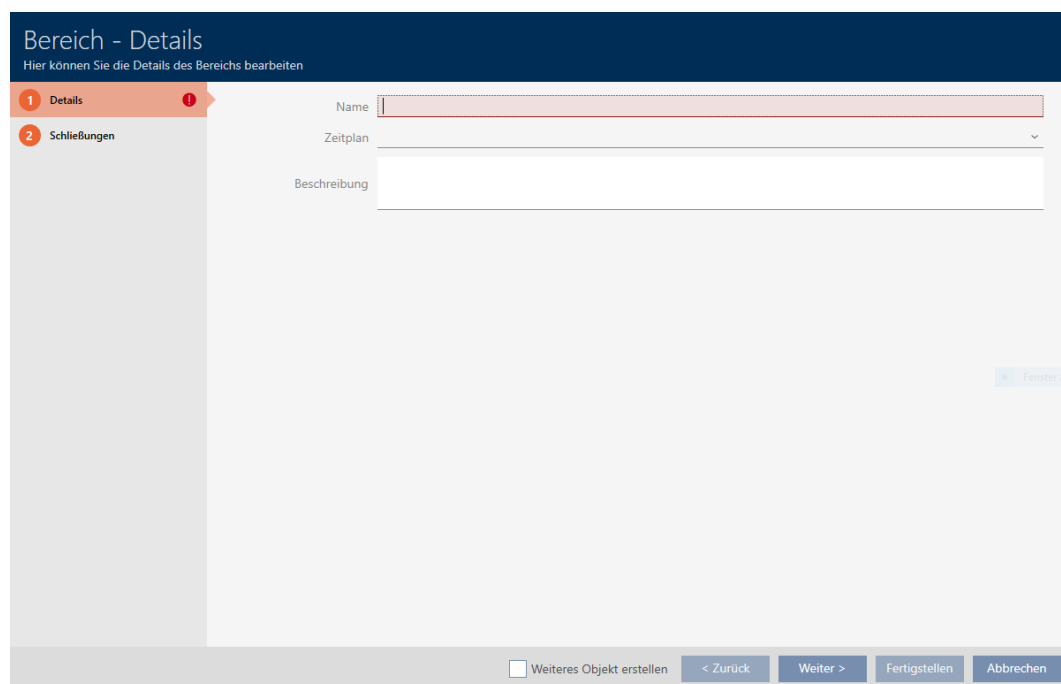 Bereich - Details
Hier können Sie die Details des Bereichs bearbeiten
1 Details !
2 Schließungen
Name
Zeitplan
Beschreibung
Fenster
Weiteres Objekt erstellen < Zurück Weiter > Fertigstellen Abbrechen